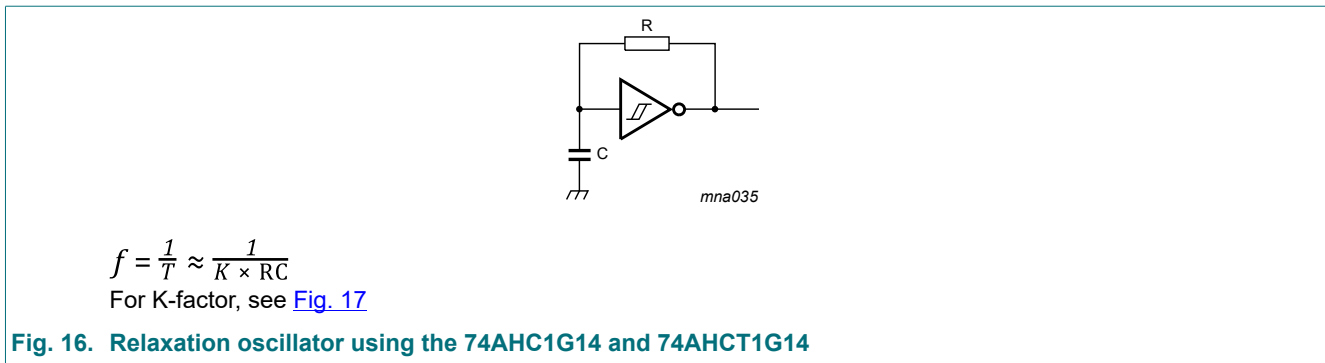 R
C
mna035
f = 1/T ≈ 1/(K × RC)
For K-factor, see Fig. 17
Fig. 16. Relaxation oscillator using the 74AHC1G14 and 74AHCT1G14